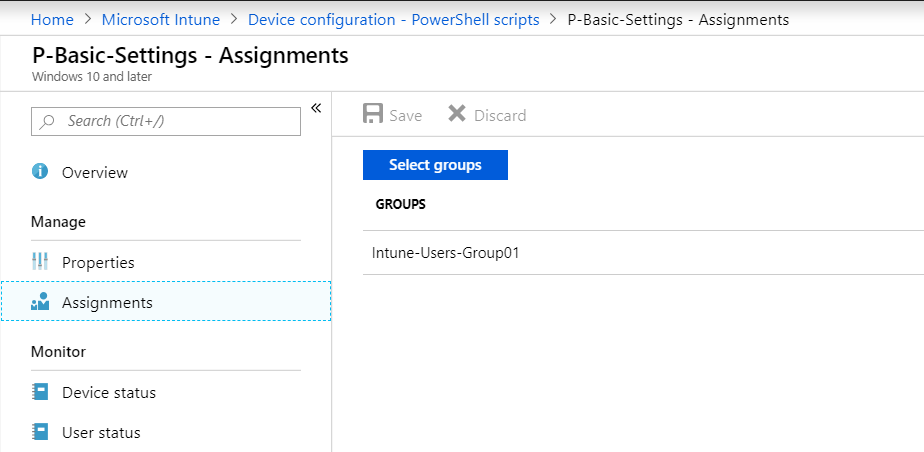 Home > Microsoft Intune > Device configuration - PowerShell scripts > P-Basic-Settings - Assignments
P-Basic-Settings - Assignments
Windows 10 and later
Search (Ctrl+/)
«
Overview
Manage
Properties
Assignments
Monitor
Device status
User status
Save Discard
Select groups
GROUPS
Intune-Users-Group01